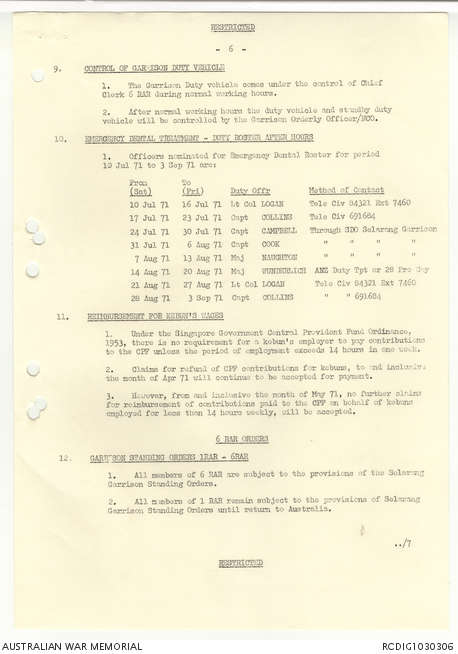 RESTRICTED
- 6 -
9. CONTROL OF GARRISON DUTY VEHICLE
1. The Garrison Duty vehicle comes under the control of Chief
Clerk 6 RAR during normal working hours.
2. After normal working hours the duty vehicle and standby duty
vehicle will be controlled by the Garrison Orderly Officer/NCO.
10. EMERGENCY DENTAL TREATMENT - DUTY ROSTER AFTER HOURS
1. Officers nominated for Emergency Dental Roster for period
10 Jul 71 to 3 Sep 71 are:
From To
(Sat) (Fri) Duty Offr Method of Contact
10 Jul 71 16 Jul 71 Lt Col LOGAN Tele Civ 84321 Ext 7460
17 Jul 71 23 Jul 71 Capt COLLINS Tele Civ 691684
24 Jul 71 30 Jul 71 Capt CAMPBELL Through SDO Selarang Garrison
31 Jul 71 6 Aug 71 Capt COOK " " " "
7 Aug 71 13 Aug 71 Maj NAUGHTON " " " "
14 Aug 71 20 Aug 71 Maj WUNDERLICH ANZ Duty Tpt or 28 Pro Coy
21 Aug 71 27 Aug 71 Lt Col LOGAN Tele Civ 84321 Ext 7460
28 Aug 71 3 Sep 71 Capt COLLINS " " 691684
11. REIMBURSEMENT FOR KEBUN'S WAGES
1. Under the Singapore Government Central Provident Fund Ordinance,
1953, there is no requirement for a kebun's employer to pay contributions
to the CPF unless the period of employment exceeds 14 hours in one week.
2. Claims for refund of CPF contributions for kebuns, to and inclusive
the month of Apr 71 will continue to be accepted for payment.
3. However, from and inclusive the month of May 71, no further claims
for reimbursement of contributions paid to the CPF on behalf of kebuns
employed for less than 14 hours weekly, will be accepted.
6 RAR ORDERS
12. GARRISON STANDING ORDERS 1RAR - 6RAR
1. All members of 6 RAR are subject to the provisions of the Selarang
Garrison Standing Orders.
2. All members of 1 RAR remain subject to the provisions of Selarang
Garrison Standing Orders until return to Australia.
../7
RESTRICTED
AUSTRALIAN WAR MEMORIAL
RCDIG1030306